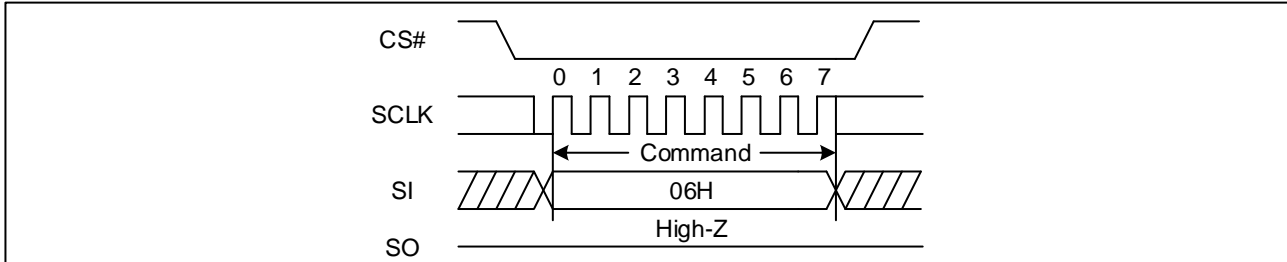 CS#
0 1 2 3 4 5 6 7
SCLK
Command
SI
06H
High-Z
SO